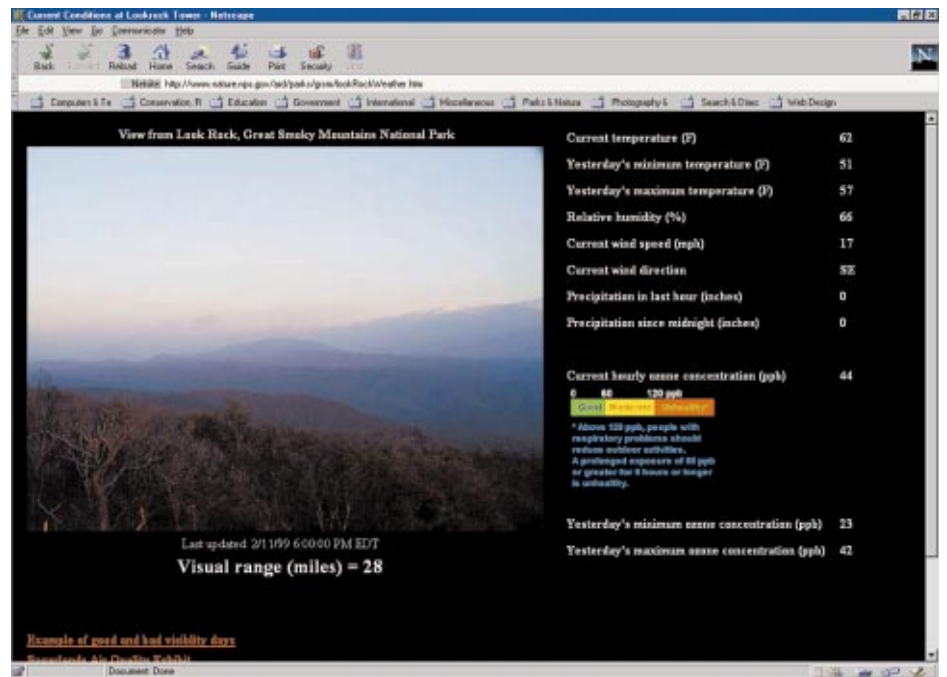 Current Conditions at Lookrock Tower - Netscape
File Edit View Go Communicator Help
Back Reload Home Search Guide Print Security
Netsite: http://www.nature.nps.gov/ard/parks/grsm/lookRockWeather.htm
Computers & Te Conservation, R Education Government International Miscellaneous Parks & Natura Photography & Search & Direc Web Design
View from Look Rock, Great Smoky Mountains National Park
Current temperature (F) 62
Yesterday's minimum temperature (F) 51
Yesterday's maximum temperature (F) 57
Relative humidity (%) 66
Current wind speed (mph) 17
Current wind direction SE
Precipitation in last hour (inches) 0
Precipitation since midnight (inches) 0
Current hourly ozone concentration (ppb) 44
0 60 120 ppb
Good Moderate Unhealthy*
* Above 120 ppb, people with
respiratory problems should
reduce outdoor activities.
A prolonged exposure of 80 ppb
or greater for 8 hours or longer
is unhealthy.
Yesterday's minimum ozone concentration (ppb) 23
Yesterday's maximum ozone concentration (ppb) 42
Last updated: 2/11/99 6:00:00 PM EDT
Visual range (miles) = 28
Example of good and bad visiblity days
Sugarlands Air Quality Exhibit
Document: Done